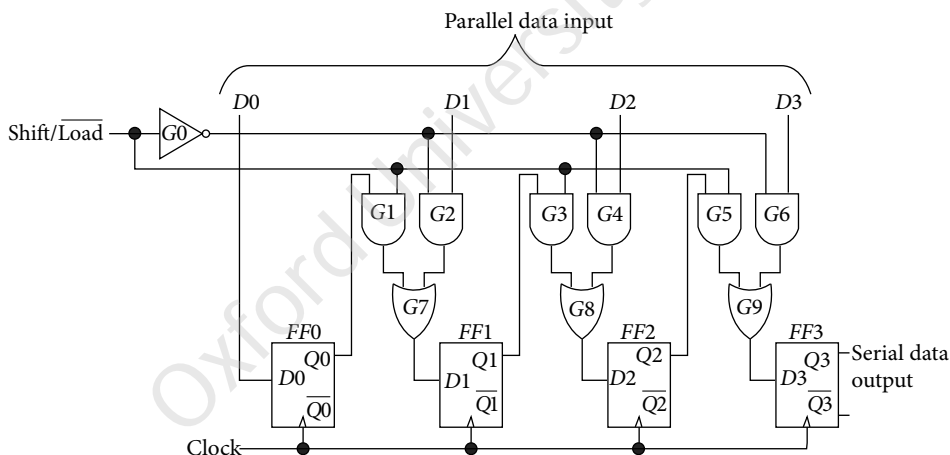 Parallel data input
D0 D1 D2 D3
Shift/Load
G0
G1 G2 G3 G4 G5 G6
G7 G8 G9
FF0 FF1 FF2 FF3
Q0 Q1 Q2 Q3
D0 D1 D2 D3
Q0 Q1 Q2 Q3
Serial data
output
Clock
Oxford University